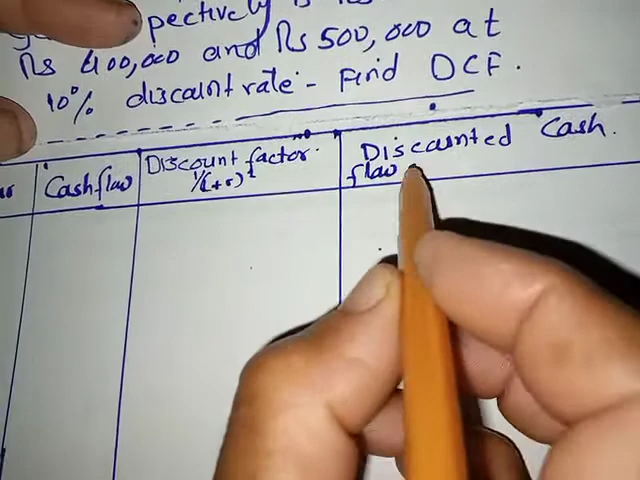 Rs 400,000 and Rs 500,000 at
10% discount rate - Find DCF.
Cashflow Discount factor Discounted Cash
1/(1+r)^t flow